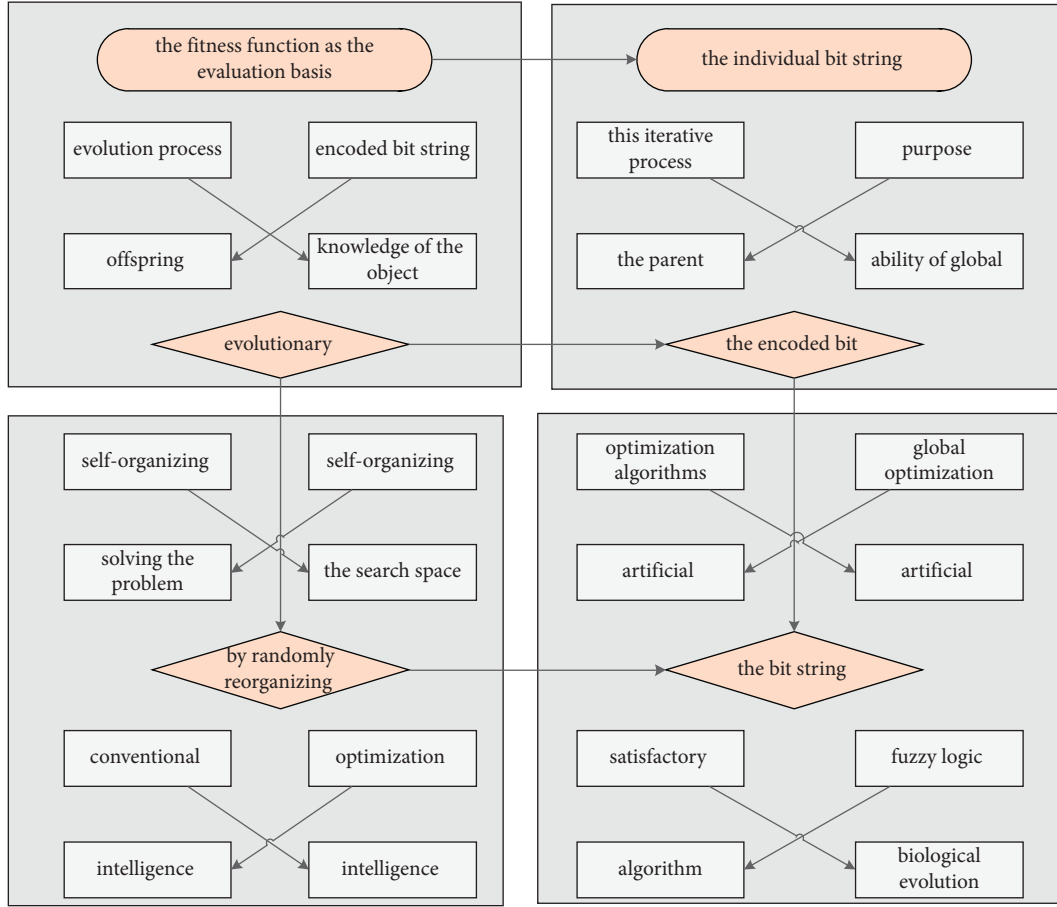 the fitness function as the
evaluation basis
the individual bit string
evolution process
encoded bit string
this iterative
process
purpose
offspring
knowledge of the
object
the parent
ability of global
evolutionary
the encoded bit
self-organizing
self-organizing
optimization
algorithms
global
optimization
solving the
problem
the search space
artificial
artificial
by randomly
reorganizing
the bit string
conventional
optimization
satisfactory
fuzzy logic
intelligence
intelligence
algorithm
biological
evolution